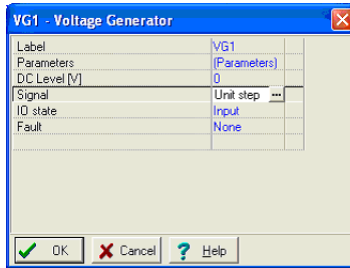 VG1 - Voltage Generator
Label VG1
Parameters (Parameters)
DC Level [V] 0
Signal Unit step ...
IO state Input
Fault None
OK Cancel ? Help